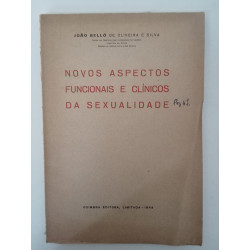 JOÃO BELLO DE OLIVEIRA E SILVA
NOVOS ASPECTOS
FUNCIONAIS E CLÍNICOS
DA SEXUALIDADE
COIMBRA EDITORA, LIMITADA